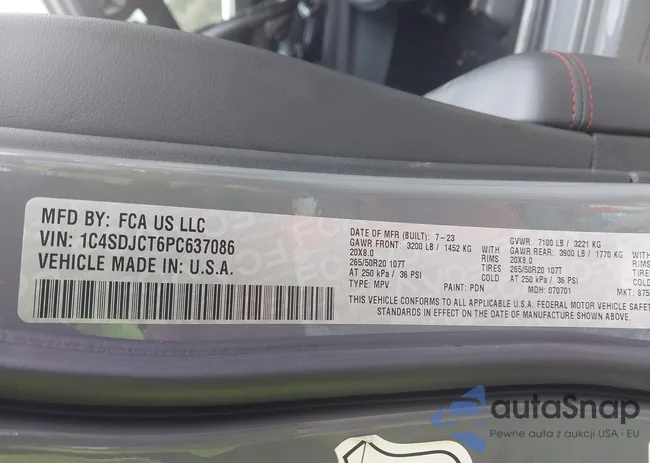 MFD BY: FCA US LLC
VIN: 1C4SDJCT6PC637086
VEHICLE MADE IN: U.S.A.
DATE OF MFR (BUILT): 7-23 GVWR: 7100 LB / 3221 KG
GAWR FRONT: 3200 LB / 1452 KG GAWR REAR: 3900 LB / 1770 KG
20X8.0 RIMS 20X8.0 RIMS
265/50R20 107T TIRES 265/50R20 107T TIRES
AT 250 kPa / 36 PSI COLD AT 250 kPa / 36 PSI COLD
TYPE: MPV PAINT: PDN MDH: 070701 MKT: 875
THIS VEHICLE CONFORMS TO ALL APPLICABLE U.S.A. FEDERAL MOTOR VEHICLE SAFET
STANDARDS IN EFFECT ON THE DATE OF MANUFACTURE SHOWN ABOVE.
autaSnap
Pewne auta z aukcji USA i EU